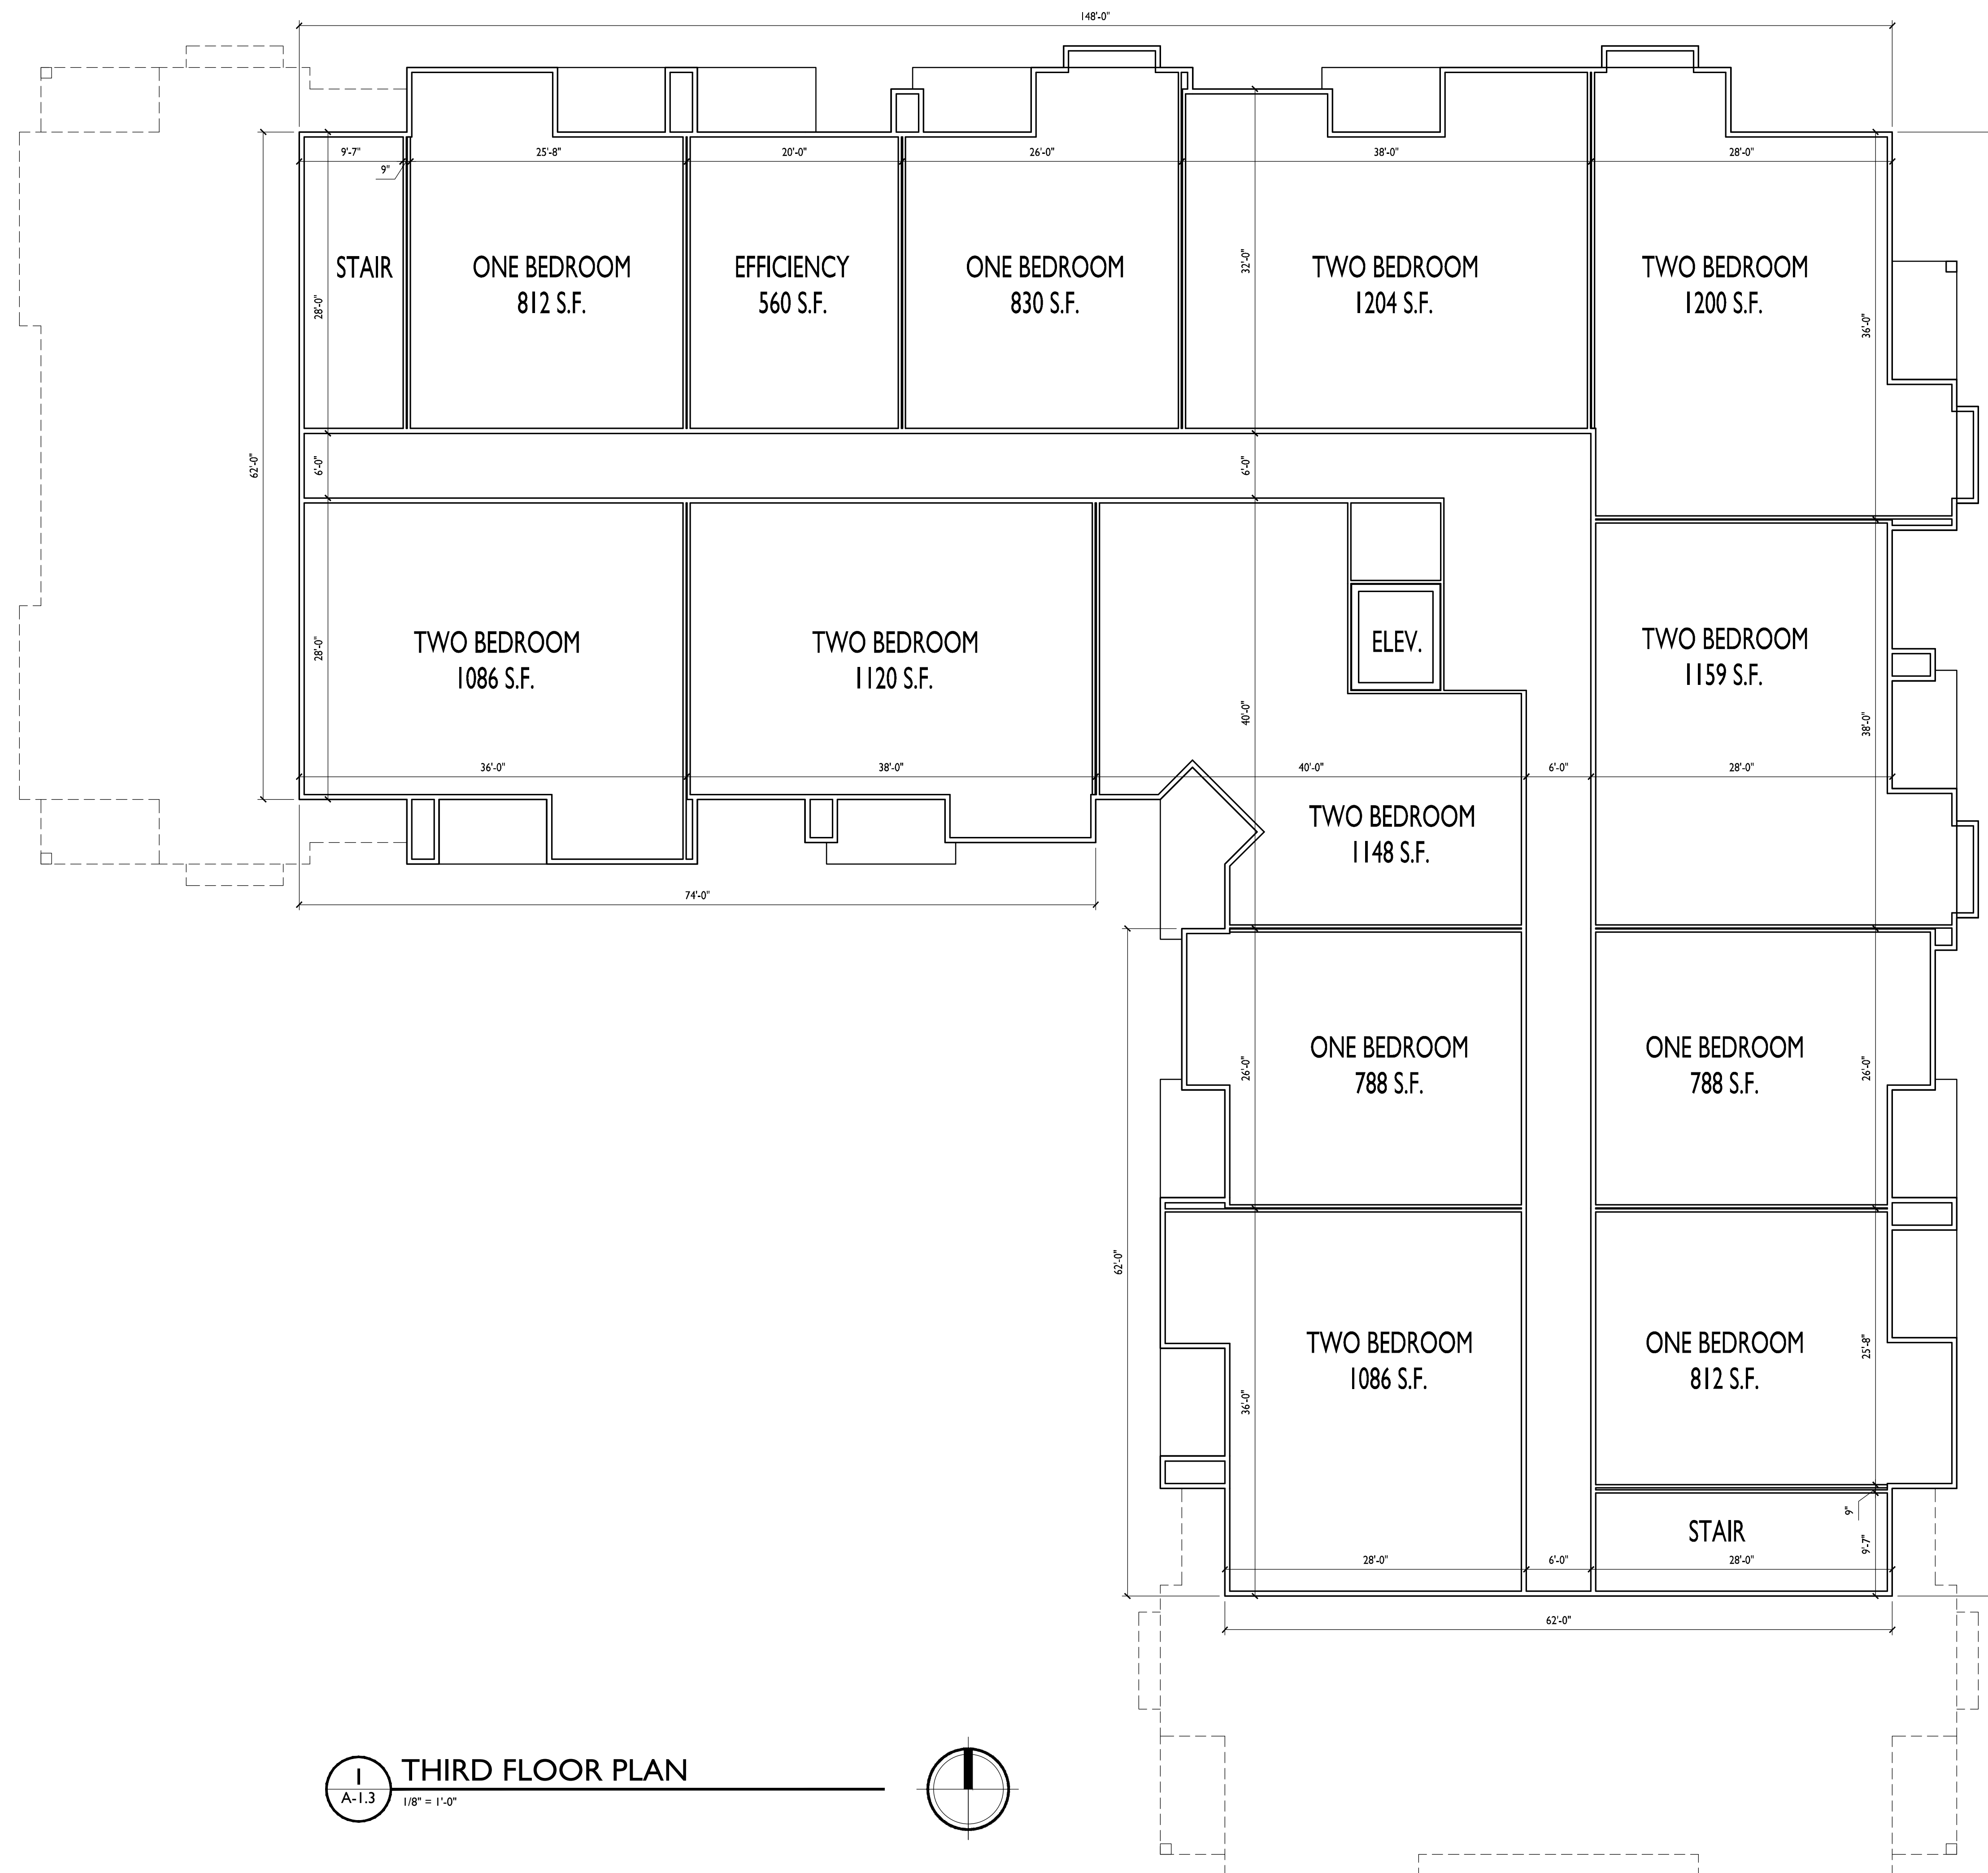 148'-0"
9'-7"
9"
25'-8"
20'-0"
26'-0"
38'-0"
28'-0"
STAIR
ONE BEDROOM
812 S.F.
EFFICIENCY
560 S.F.
ONE BEDROOM
830 S.F.
TWO BEDROOM
1204 S.F.
TWO BEDROOM
1200 S.F.
28'-0"
32'-0"
36'-0"
62'-0"
6'-0"
6'-0"
TWO BEDROOM
1086 S.F.
TWO BEDROOM
1120 S.F.
ELEV.
TWO BEDROOM
1159 S.F.
28'-0"
40'-0"
38'-0"
36'-0"
38'-0"
40'-0"
6'-0"
28'-0"
TWO BEDROOM
1148 S.F.
74'-0"
ONE BEDROOM
788 S.F.
ONE BEDROOM
788 S.F.
26'-0"
26'-0"
62'-0"
TWO BEDROOM
1086 S.F.
ONE BEDROOM
812 S.F.
36'-0"
25'-8"
9"
STAIR
9'-7"
28'-0"
6'-0"
28'-0"
62'-0"
1
A-1.3
THIRD FLOOR PLAN
1/8" = 1'-0"